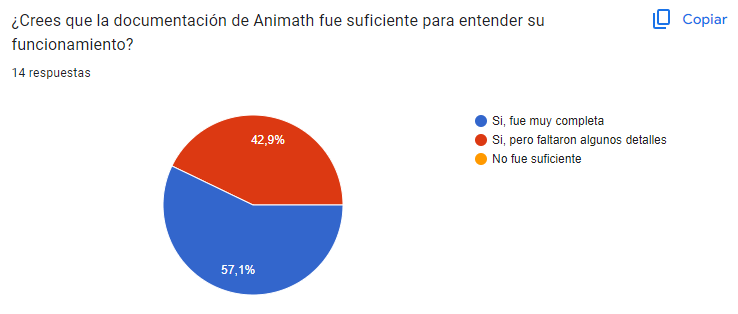 ¿Crees que la documentación de Animath fue suficiente para entender su
funcionamiento?
Copiar
14 respuestas
42,9%
57,1%
Si, fue muy completa
Si, pero faltaron algunos detalles
No fue suficiente